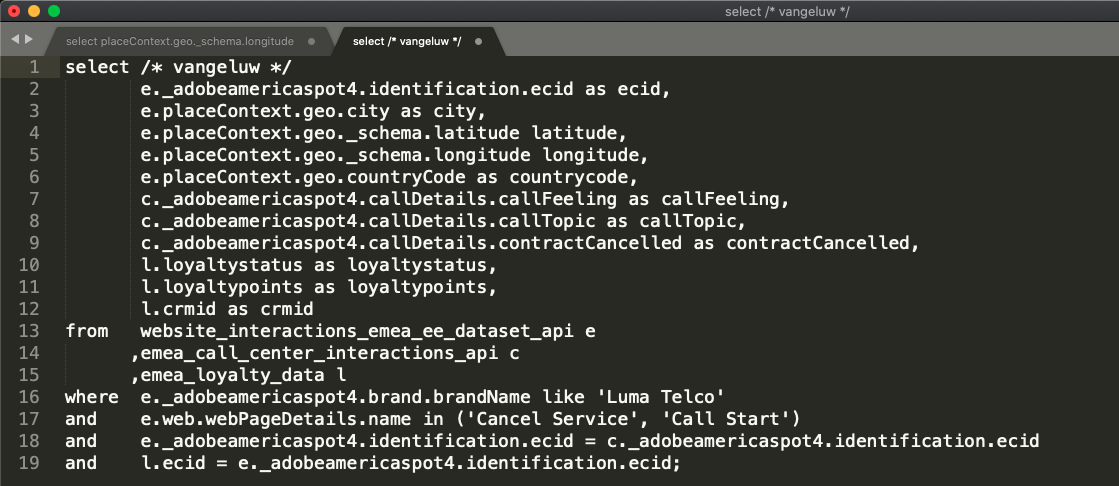 select /* vangeluw */
select placeContext.geo._schema.longitude
select /* vangeluw */
1 select /* vangeluw */
2 e._adobeamericaspot4.identification.ecid as ecid,
3 e.placeContext.geo.city as city,
4 e.placeContext.geo._schema.latitude latitude,
5 e.placeContext.geo._schema.longitude longitude,
6 e.placeContext.geo.countryCode as countrycode,
7 c._adobeamericaspot4.callDetails.callFeeling as callFeeling,
8 c._adobeamericaspot4.callDetails.callTopic as callTopic,
9 c._adobeamericaspot4.callDetails.contractCancelled as contractCancelled,
10 l.loyaltystatus as loyaltystatus,
11 l.loyaltypoints as loyaltypoints,
12 l.crmid as crmid
13 from website_interactions_emea_ee_dataset_api e
14 ,emea_call_center_interactions_api c
15 ,emea_loyalty_data l
16 where e._adobeamericaspot4.brand.brandName like 'Luma Telco'
17 and e.web.webPageDetails.name in ('Cancel Service', 'Call Start')
18 and e._adobeamericaspot4.identification.ecid = c._adobeamericaspot4.identification.ecid
19 and l.ecid = e._adobeamericaspot4.identification.ecid;